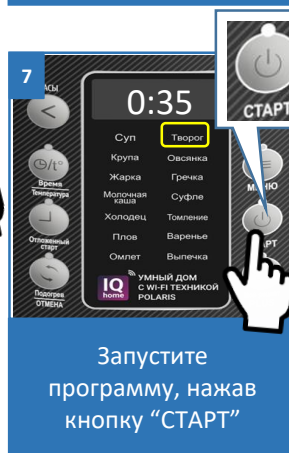 7
СТАРТ
ЧАСЫ
0:35
Суп Творог
Крупа Овсянка
Жарка Гречка
Молочная каша Суфле
Холодец Томление
Плов Варенье
Омлет Выпечка
/t°
Время
Температура
Отложенный
старт
Подогрев
ОТМЕНА
МЕНЮ
РТ
IQ
home
УМНЫЙ ДОМ
С WI-FI ТЕХНИКОЙ
POLARIS
Запустите
программу, нажав
кнопку “СТАРТ”